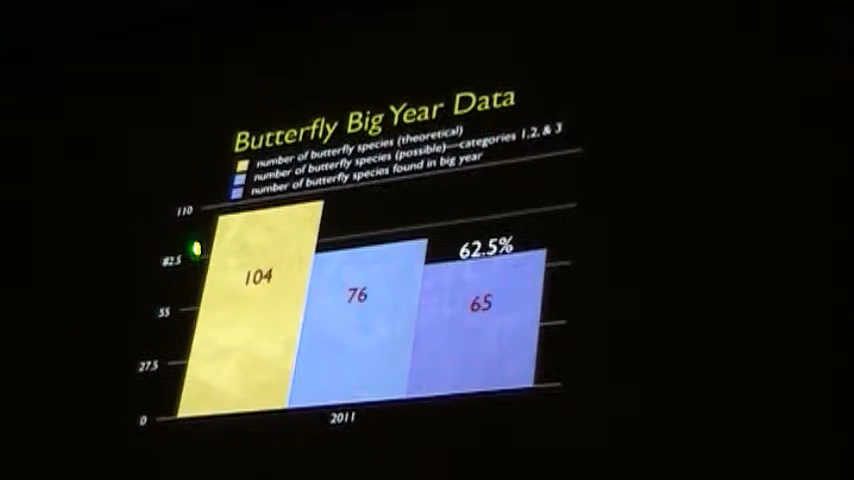 Butterfly Big Year Data
number of butterfly species (theoretical)
number of butterfly species (possible)—categories 1,2, & 3
number of butterfly species found in big year
110
82.5
55
27.5
0
104
76
62.5%
65
2011